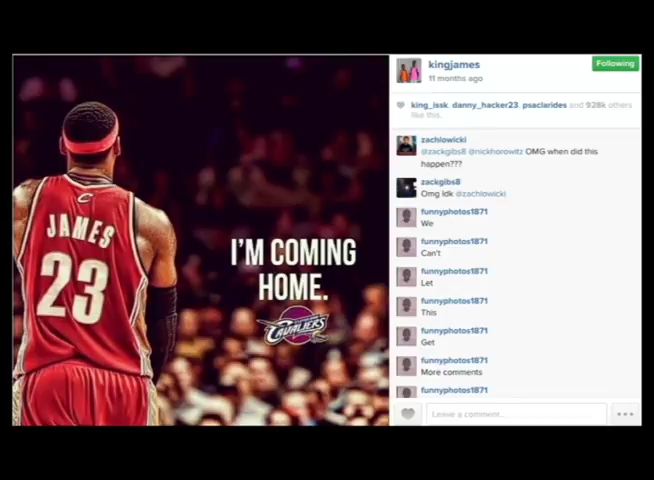 JAMES
23
I'M COMING
HOME.
CAVALIERS
kingjames
11 months ago
Following
king_issk, danny_hacker23, psaclarides and 928k others
like this.
zachlowicki
@zackgibs8 @nickhorowitz OMG when did this
happen???
zackgibs8
Omg Idk @zachlowicki
funnyphotos1871
We
funnyphotos1871
Can't
funnyphotos1871
Let
funnyphotos1871
This
funnyphotos1871
Get
funnyphotos1871
More comments
funnyphotos1871
Leave a comment...